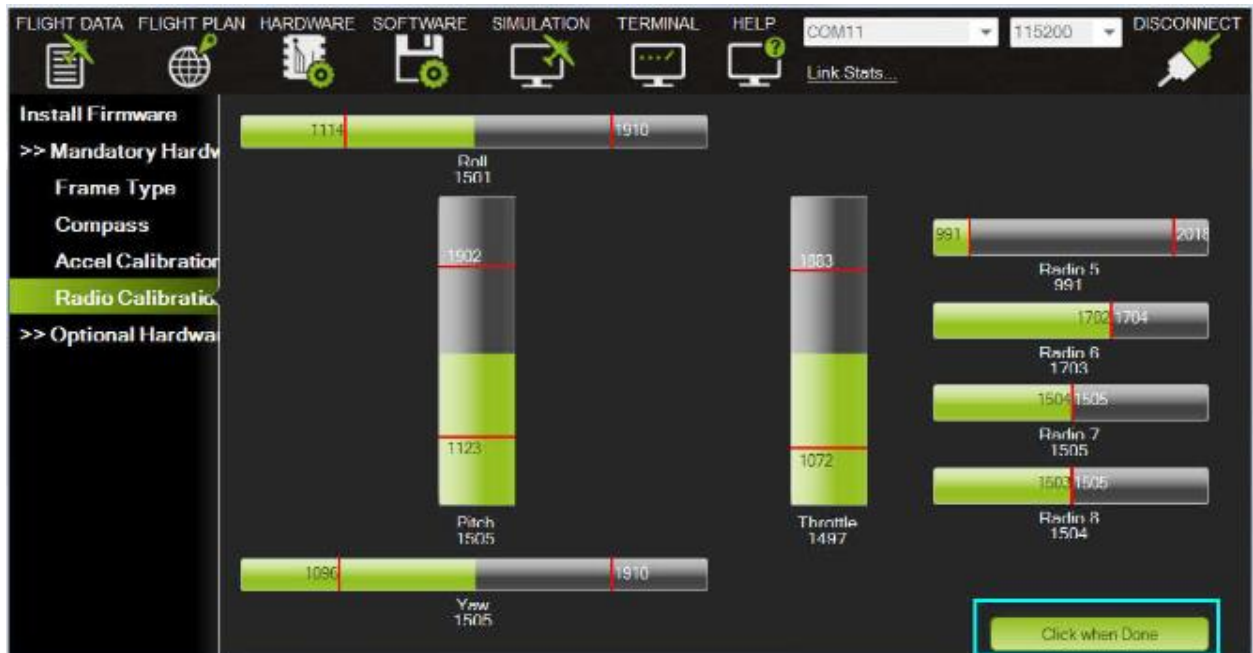 FLIGHT DATA FLIGHT PLAN HARDWARE SOFTWARE SIMULATION TERMINAL HELP COM11 115200 DISCONNECT
Link Stats...
Install Firmware
>> Mandatory Hardw
Frame Type
Compass
Accel Calibration
Radio Calibratio
>> Optional Hardwa
1114 1910
Roll
1501
1902
1123
Pitch
1505
1883
1072
Throttle
1497
991 2018
Radio 5
991
1702 1704
Radio 6
1703
1504 1505
Radio 7
1505
1503 1505
Radio 8
1504
1096 1910
Yaw
1505
Click when Done